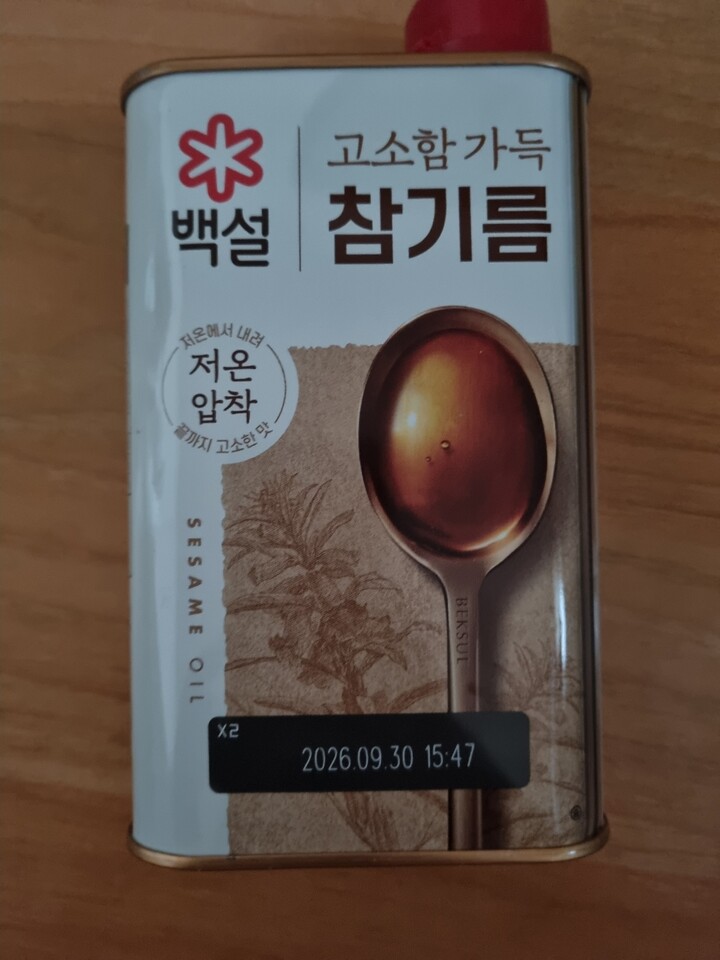 백설
고소함 가득
참기름
저온에서 내려
저온
압착
끝까지 고소한 맛
SESAME OIL
BEKSUL
X2
2026.09.30 15:47